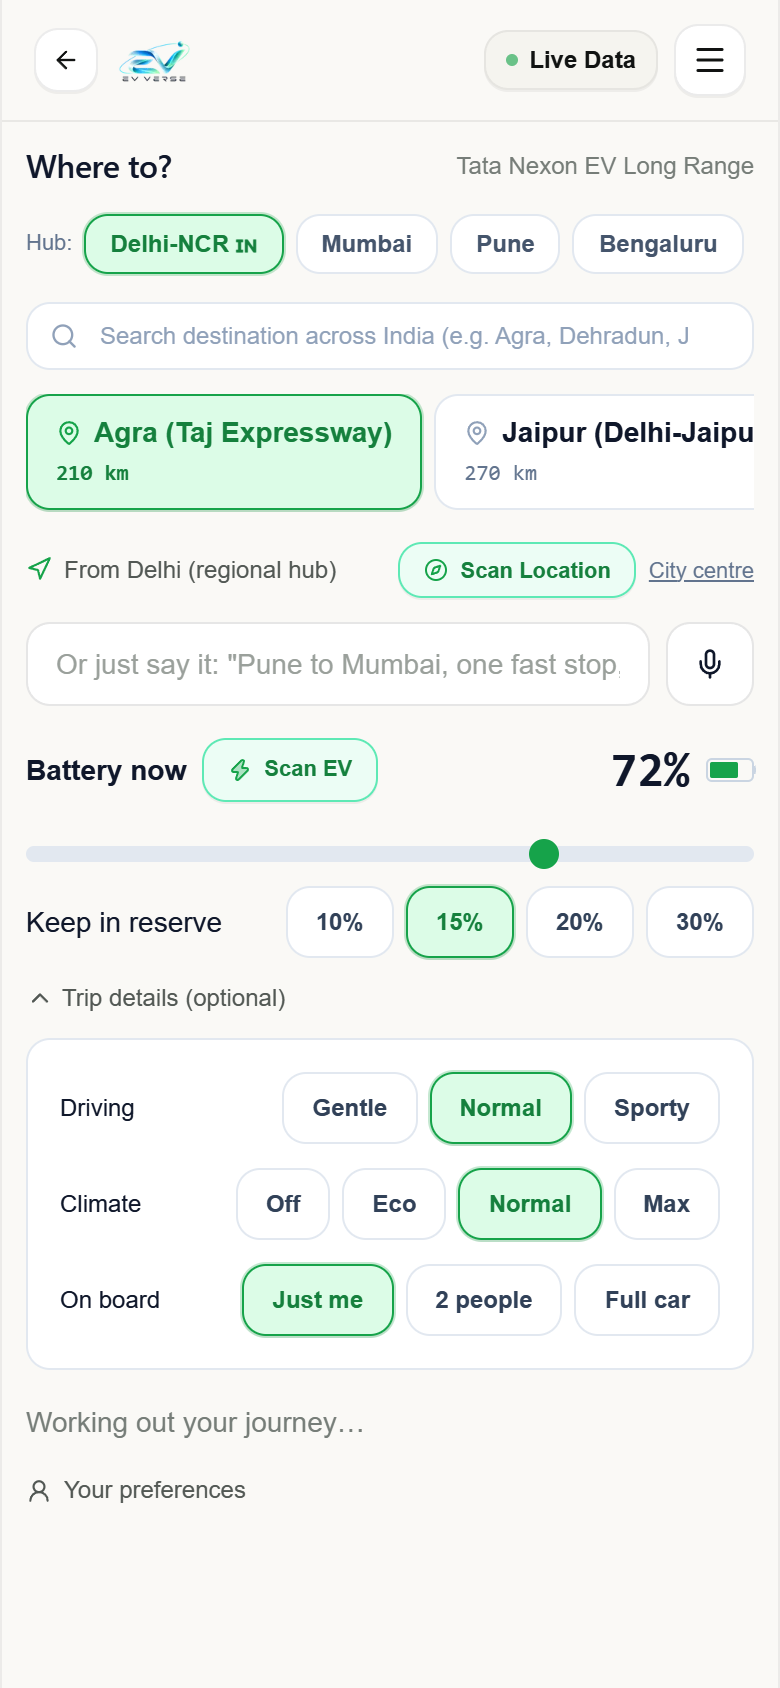 EV VERSE
Live Data
Where to?
Tata Nexon EV Long Range
Hub:
Delhi-NCR IN
Mumbai
Pune
Bengaluru
Search destination across India (e.g. Agra, Dehradun, J
Agra (Taj Expressway)
210 km
Jaipur (Delhi-Jaipu
270 km
From Delhi (regional hub)
Scan Location
City centre
Or just say it: "Pune to Mumbai, one fast stop,
Battery now
Scan EV
72%
Keep in reserve
10%
15%
20%
30%
Trip details (optional)
Driving
Gentle
Normal
Sporty
Climate
Off
Eco
Normal
Max
On board
Just me
2 people
Full car
Working out your journey…
Your preferences